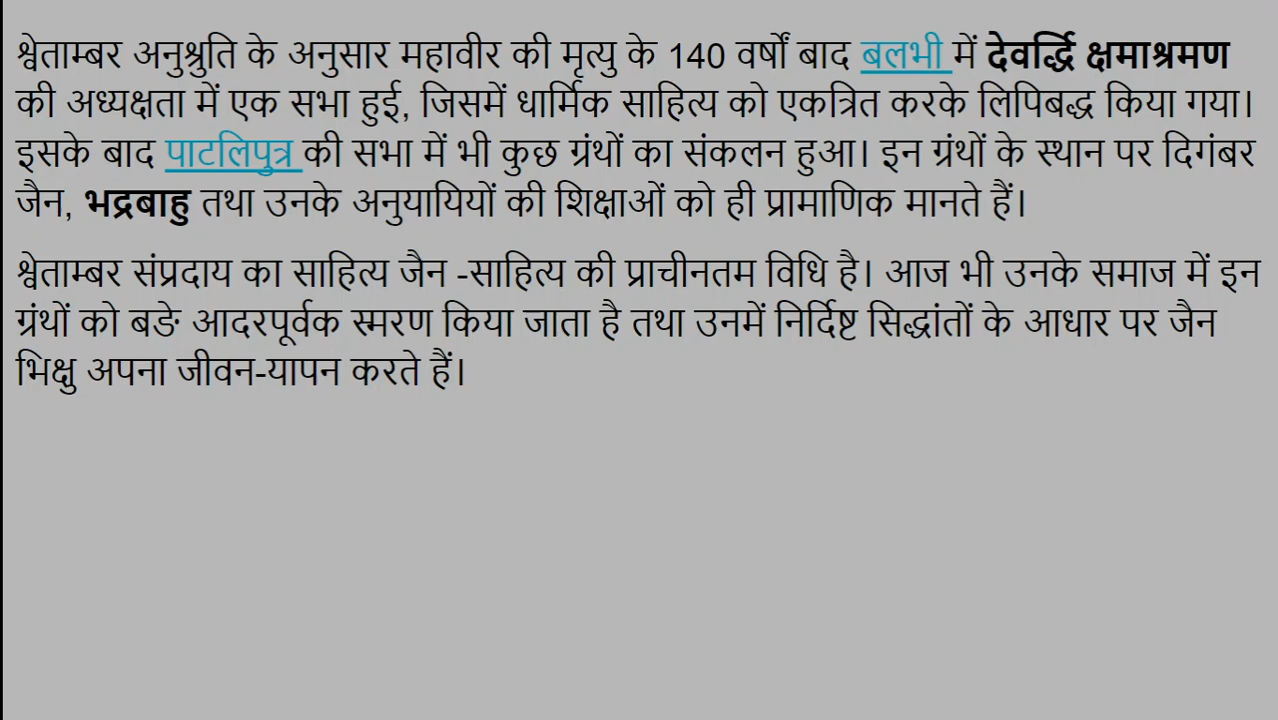 श्वेताम्बर अनुश्रुति के अनुसार महावीर की मृत्यु के 140 वर्षों बाद बलभी में देवर्द्धि क्षमाश्रमण
की अध्यक्षता में एक सभा हुई, जिसमें धार्मिक साहित्य को एकत्रित करके लिपिबद्ध किया गया।
इसके बाद पाटलिपुत्र की सभा में भी कुछ ग्रंथों का संकलन हुआ। इन ग्रंथों के स्थान पर दिगंबर
जैन, भद्रबाहु तथा उनके अनुयायियों की शिक्षाओं को ही प्रामाणिक मानते हैं।
श्वेताम्बर संप्रदाय का साहित्य जैन -साहित्य की प्राचीनतम विधि है। आज भी उनके समाज में इन
ग्रंथों को बङे आदरपूर्वक स्मरण किया जाता है तथा उनमें निर्दिष्ट सिद्धांतों के आधार पर जैन
भिक्षु अपना जीवन-यापन करते हैं।